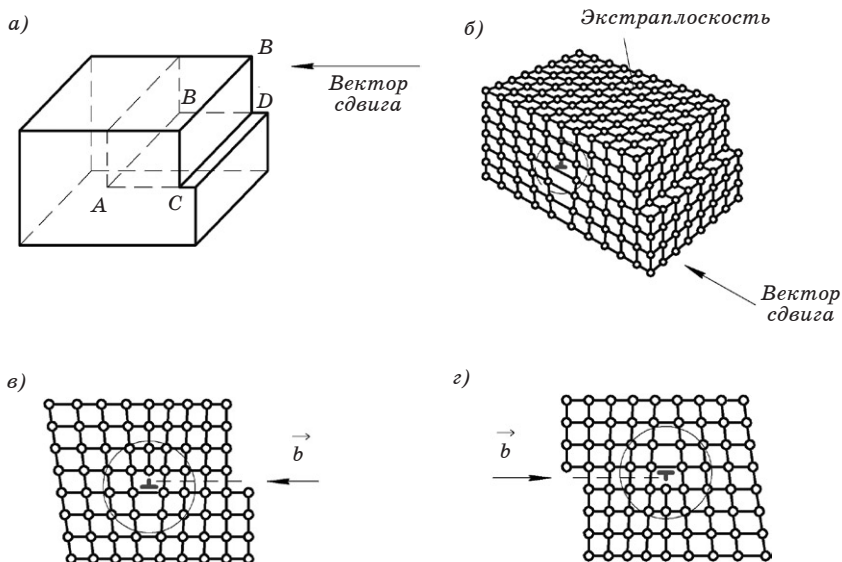 а)
B
Вектор
сдвига
B
D
A
C
б)
Экстраплоскость
Вектор
сдвига
в)
b
г)
b